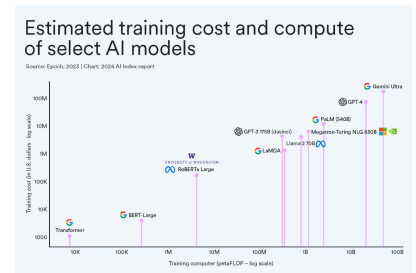 Estimated training cost and compute
of select AI models
Source: Epoch, 2023 | Chart: 2024 AI Index report
Training cost (in U.S. dollars - log scale)
100M
10M
1M
100K
10K
1000
Gemini Ultra
GPT-4
PaLM (540B)
GPT-3 175B (davinci)
Megatron-Turing NLG 530B
Llama 2 70B
LaMDA
W
UNIVERSITY of WASHINGTON
RoBERTa Large
BERT-Large
Transformer
10K 100K 1M 10M 100M 1B 10B 100B
Training computer (petaFLOP – log scale)